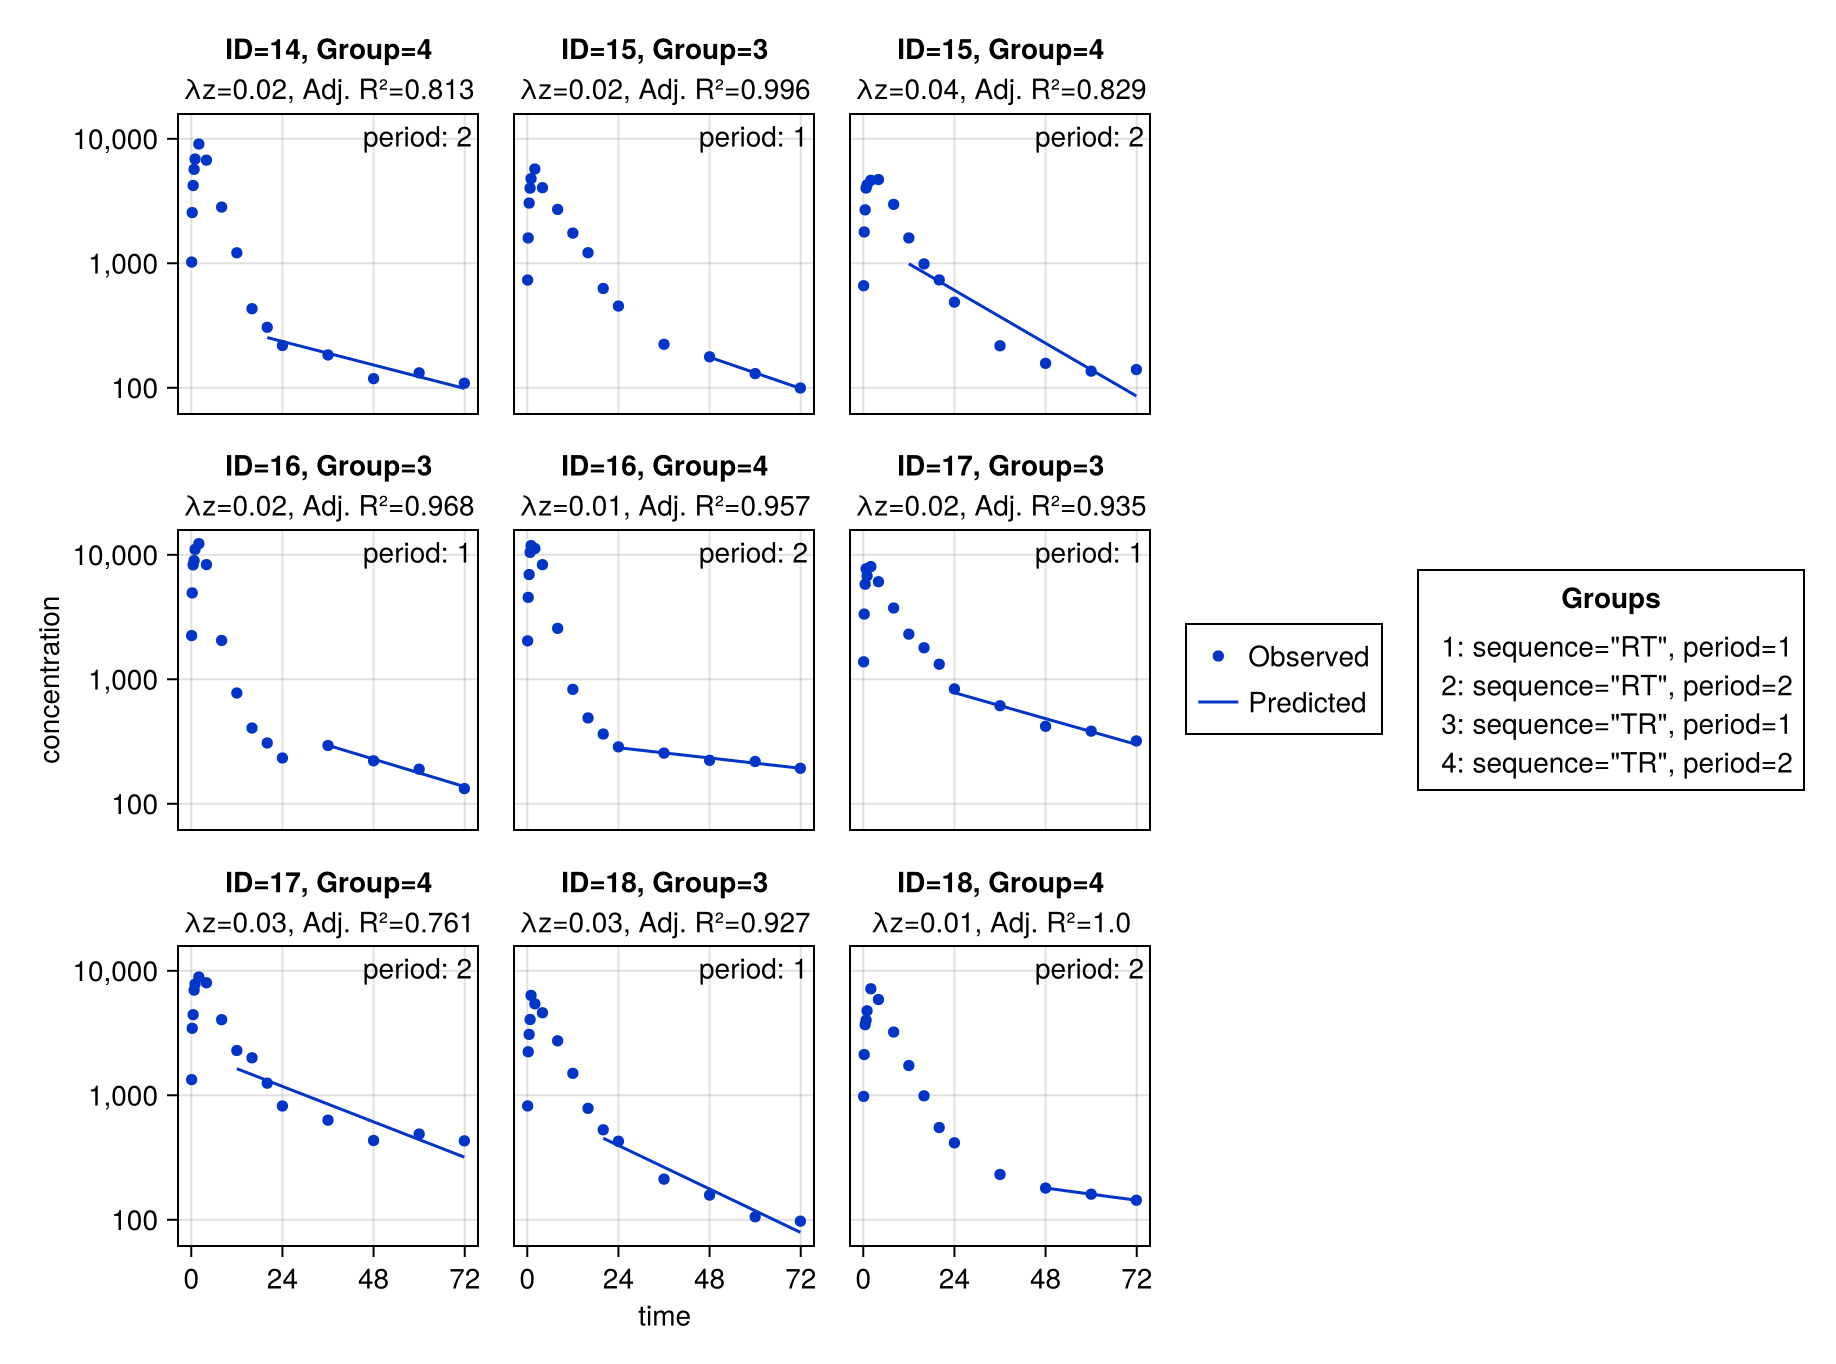 ID=14, Group=4
λz=0.02, Adj. R²=0.813
period: 2
ID=15, Group=3
λz=0.02, Adj. R²=0.996
period: 1
ID=15, Group=4
λz=0.04, Adj. R²=0.829
period: 2
10,000
1,000
100
ID=16, Group=3
λz=0.02, Adj. R²=0.968
period: 1
ID=16, Group=4
λz=0.01, Adj. R²=0.957
period: 2
ID=17, Group=3
λz=0.02, Adj. R²=0.935
period: 1
10,000
1,000
100
concentration
ID=17, Group=4
λz=0.03, Adj. R²=0.761
period: 2
ID=18, Group=3
λz=0.03, Adj. R²=0.927
period: 1
ID=18, Group=4
λz=0.01, Adj. R²=1.0
period: 2
10,000
1,000
100
0 24 48 72
0 24 48 72
0 24 48 72
time
Observed
Predicted
Groups
1: sequence="RT", period=1
2: sequence="RT", period=2
3: sequence="TR", period=1
4: sequence="TR", period=2